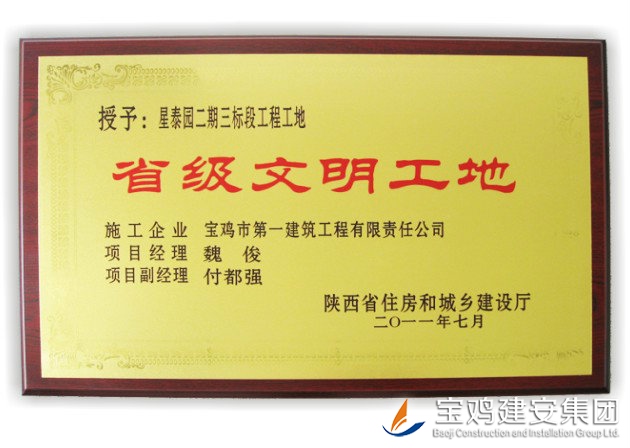 授予：星泰园二期三标段工程工地
省级文明工地
施工企业 宝鸡市第一建筑工程有限责任公司
项目经理 魏 俊
项目副经理 付都强
陕西省住房和城乡建设厅
二〇一一年七月
宝鸡建安集团
Baoji Construction and Installation Group Ltd.